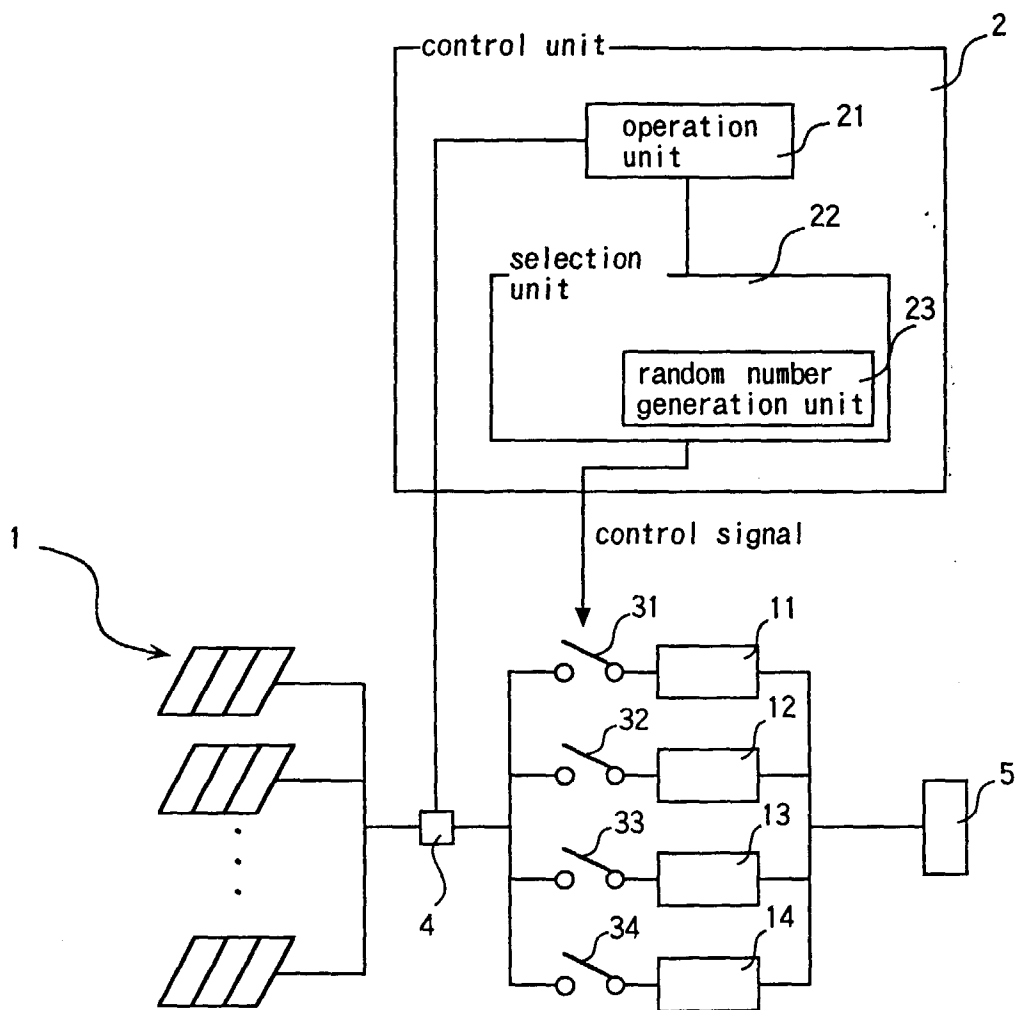 control unit
2
operation
unit
21
22
selection
unit
23
random number
generation unit
control signal
1
31
11
32
12
5
33
13
4
34
14